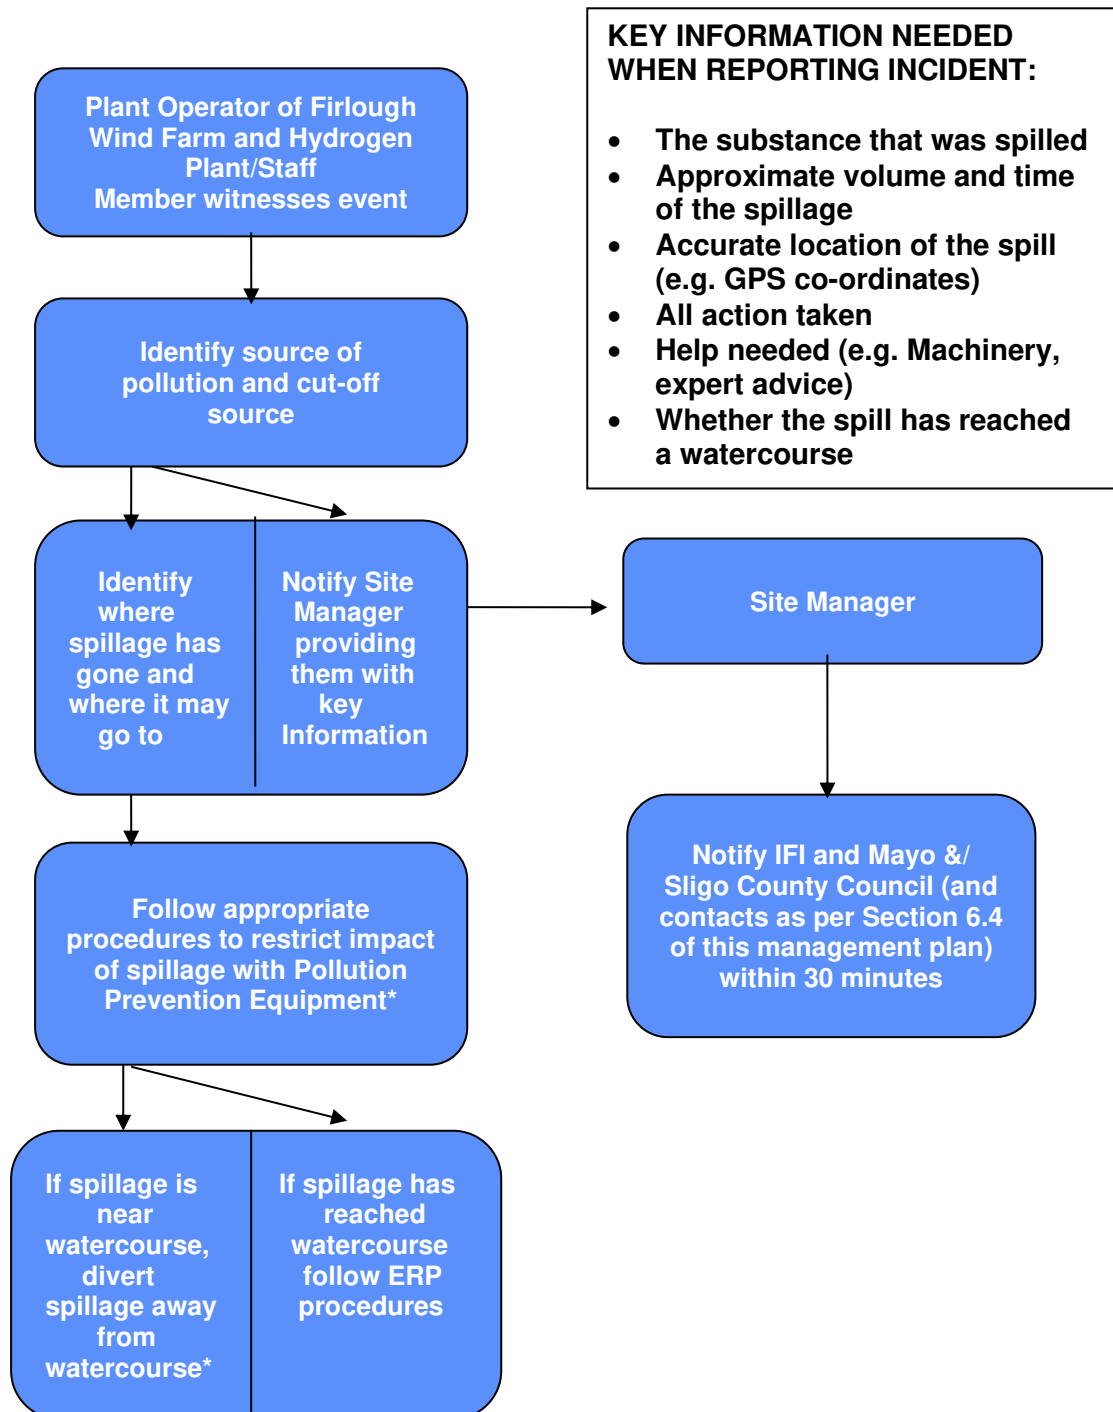 KEY INFORMATION NEEDED
WHEN REPORTING INCIDENT:
• The substance that was spilled
• Approximate volume and time
of the spillage
• Accurate location of the spill
(e.g. GPS co-ordinates)
• All action taken
• Help needed (e.g. Machinery,
expert advice)
• Whether the spill has reached
a watercourse
Plant Operator of Firlough
Wind Farm and Hydrogen
Plant/Staff
Member witnesses event
Identify source of
pollution and cut-off
source
Identify
where
spillage has
gone and
where it may
go to
Notify Site
Manager
providing
them with
key
Information
Site Manager
Notify IFI and Mayo &/
Sligo County Council (and
contacts as per Section 6.4
of this management plan)
within 30 minutes
Follow appropriate
procedures to restrict impact
of spillage with Pollution
Prevention Equipment*
If spillage is
near
watercourse,
divert
spillage away
from
watercourse*
If spillage has
reached
watercourse
follow ERP
procedures